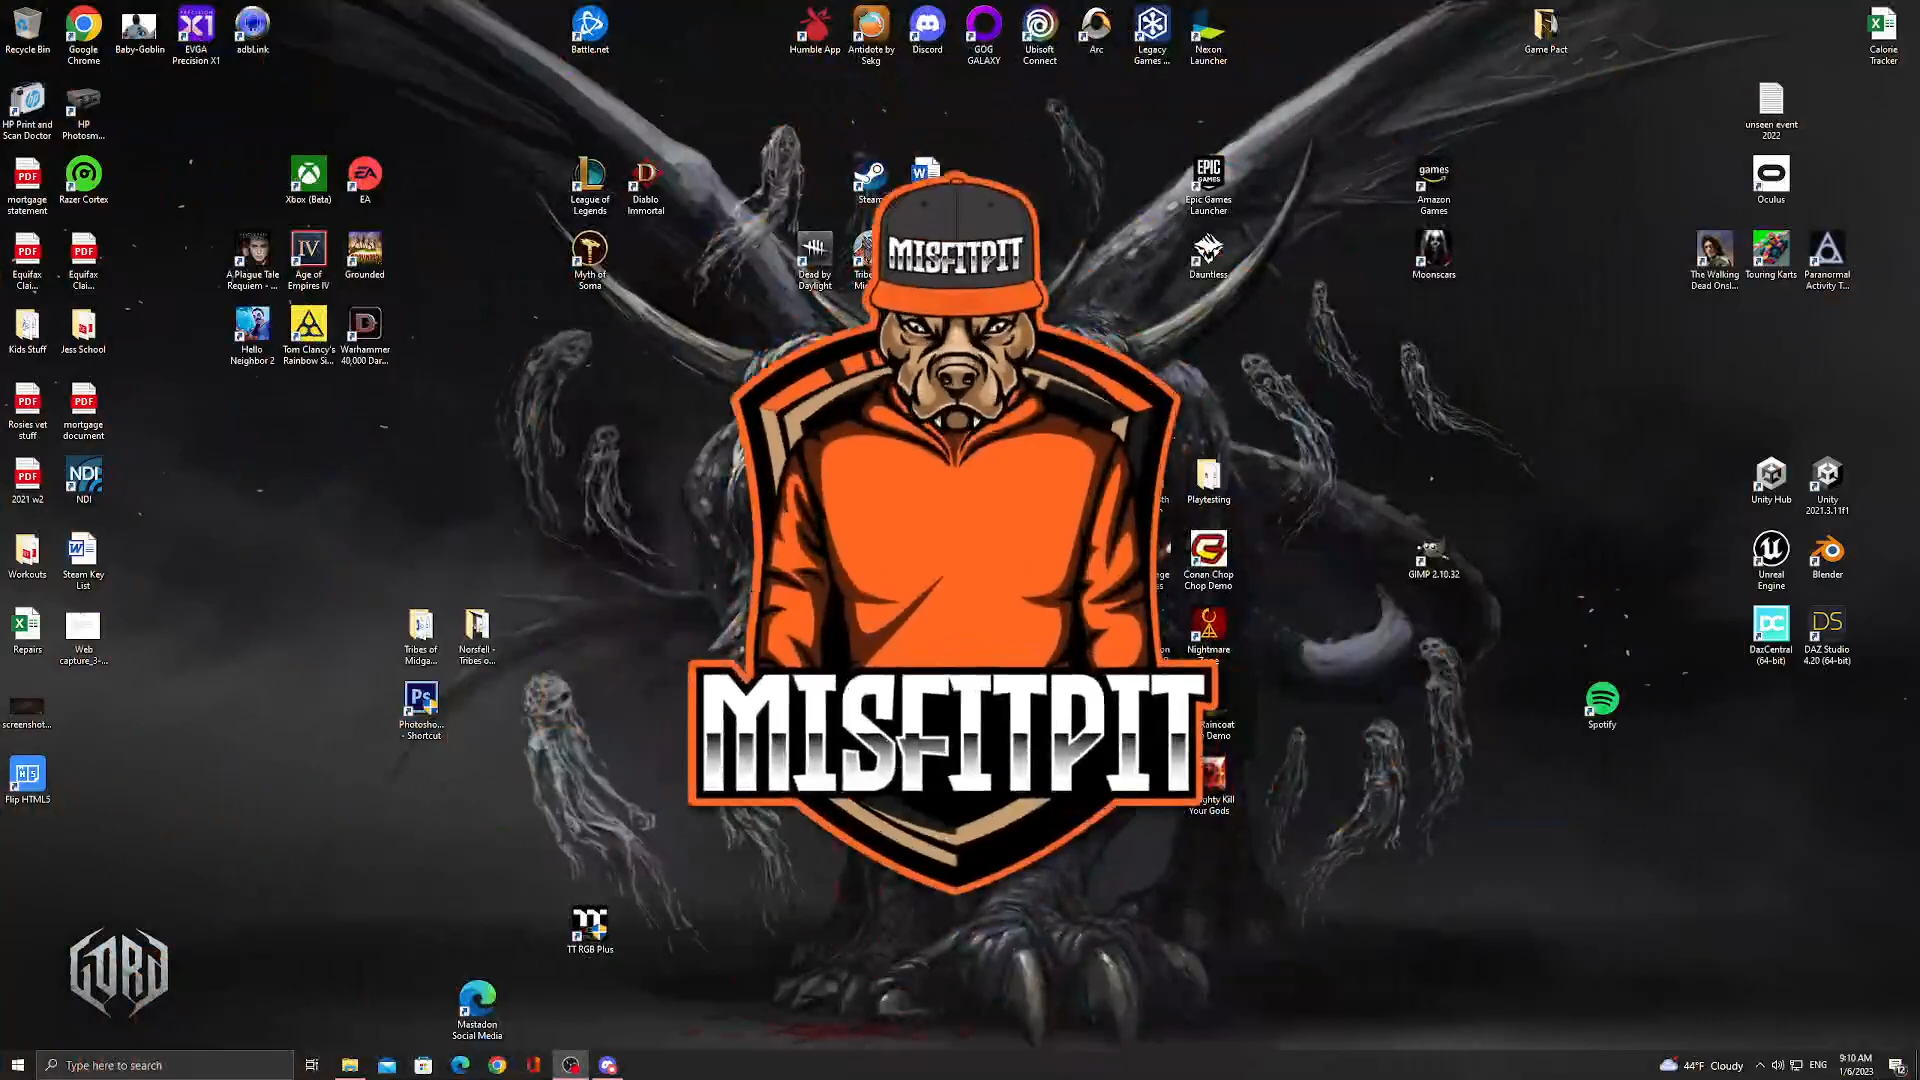 Recycle Bin
Google
Chrome
Baby-Goblin
EVGA
Precision X1
adbLink
Battle.net
Humble App
Antidote by
Sekg
Discord
GOG
GALAXY
Ubisoft
Connect
Arc
Legacy
Games ...
Nexon
Launcher
Game Pact
Calorie
Tracker
HP Print and
Scan Doctor
HP
Photosm...
unseen event
2022
mortgage
statement
Razer Cortex
Xbox (Beta)
EA
League of
Legends
Diablo
Immortal
Steam
Epic Games
Launcher
Amazon
Games
Oculus
Equifax
Clai...
Equifax
Clai...
A Plague Tale
Requiem - ...
Age of
Empires IV
Grounded
Myth of
Soma
Dead by
Daylight
MISFITPIT
Dauntless
Moonscars
The Walking
Dead Onsl...
Touring Karts
Paranormal
Activity T...
Kids Stuff
Jess School
Hello
Neighbor 2
Tom Clancy's
Rainbow Si...
Warhammer
40,000 Dar...
Rosies vet
stuff
mortgage
document
2021 w2
NDI
Playtesting
Unity Hub
Unity
2021.3.11f1
Workouts
Steam Key
List
Conan Chop
Chop Demo
GIMP 2.10.32
Unreal
Engine
Blender
Repairs
Web
capture_3-...
Tribes of
Midga...
Norsfell -
Tribes o...
Nightmare
DazCentral
(64-bit)
DAZ Studio
4.20 (64-bit)
screenshot...
Photosho...
- Shortcut
MISFITPIT
Raincoat
Demo
Spotify
Flip HTML5
Kill
Your Gods
TT RGB Plus
GORD
Mastadon
Social Media
Type here to search
44°F Cloudy
ENG
9:10 AM
1/6/2023